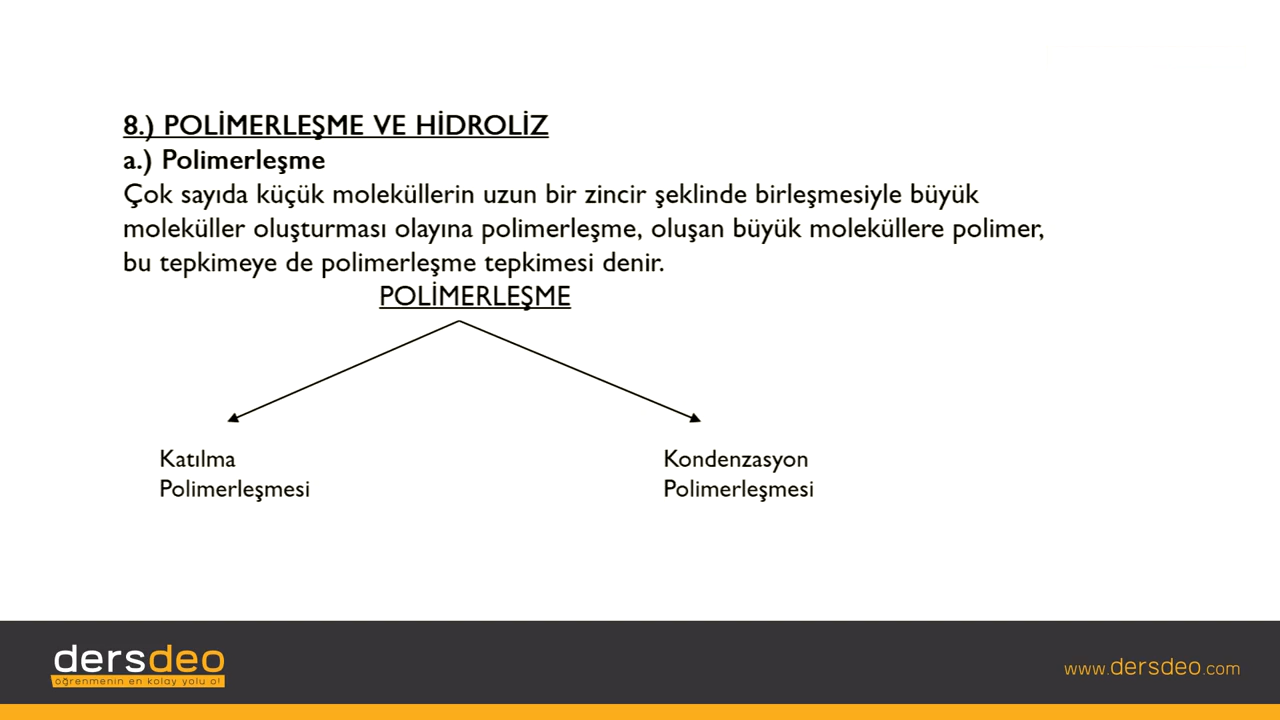 8.) POLİMERLEŞME VE HİDROLİZ
a.) Polimerleşme
Çok sayıda küçük moleküllerin uzun bir zincir şeklinde birleşmesiyle büyük
moleküller oluşturması olayına polimerleşme, oluşan büyük moleküllere polimer,
bu tepkimeye de polimerleşme tepkimesi denir.
POLİMERLEŞME
Katılma
Polimerleşmesi
Kondenzasyon
Polimerleşmesi
dersdeo
öğrenmenin en kolay yolu o!
www.dersdeo.com